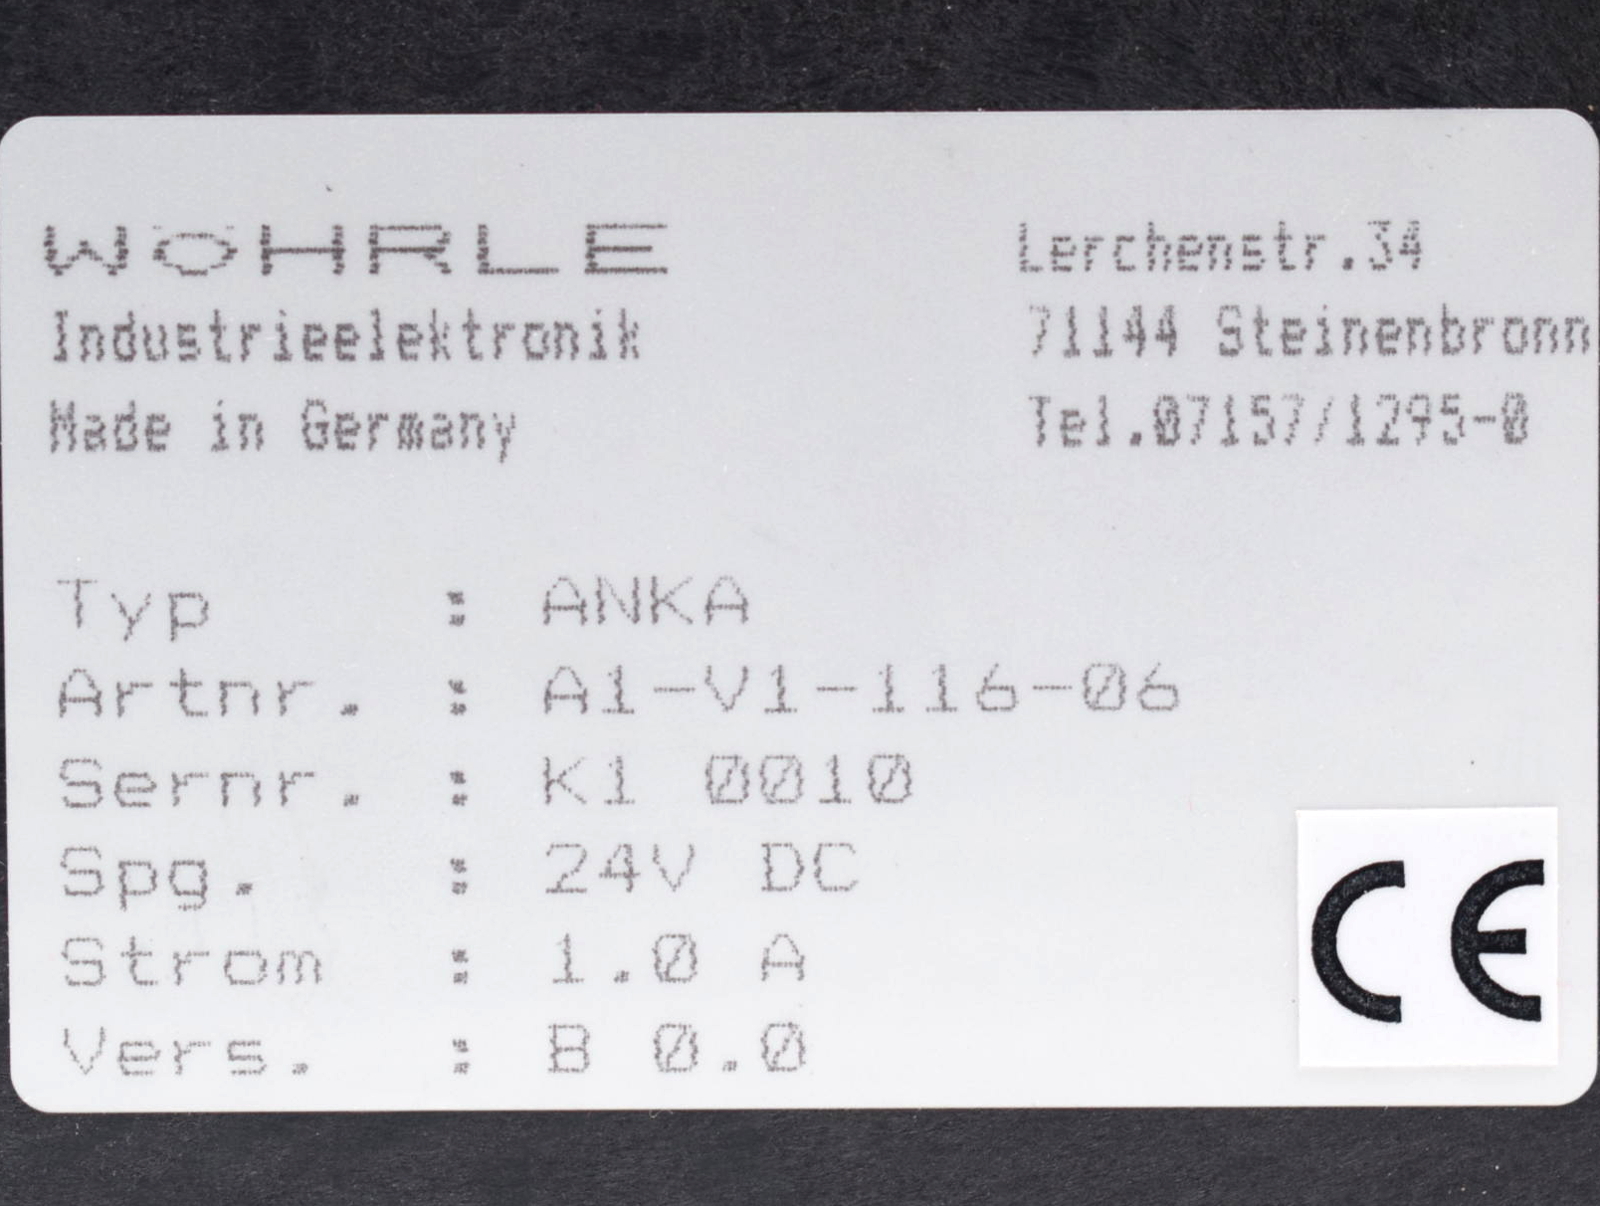 WÖHRLE Lerchenstr.34
Industrieelektronik 71144 Steinenbronn
Made in Germany Tel.07157/1295-0
Typ : ANKA
Artnr. : A1-V1-116-06
Sernr. : K1 0010
Spg. : 24V DC
Strom : 1.0 A
Vers. : B 0.0
CE